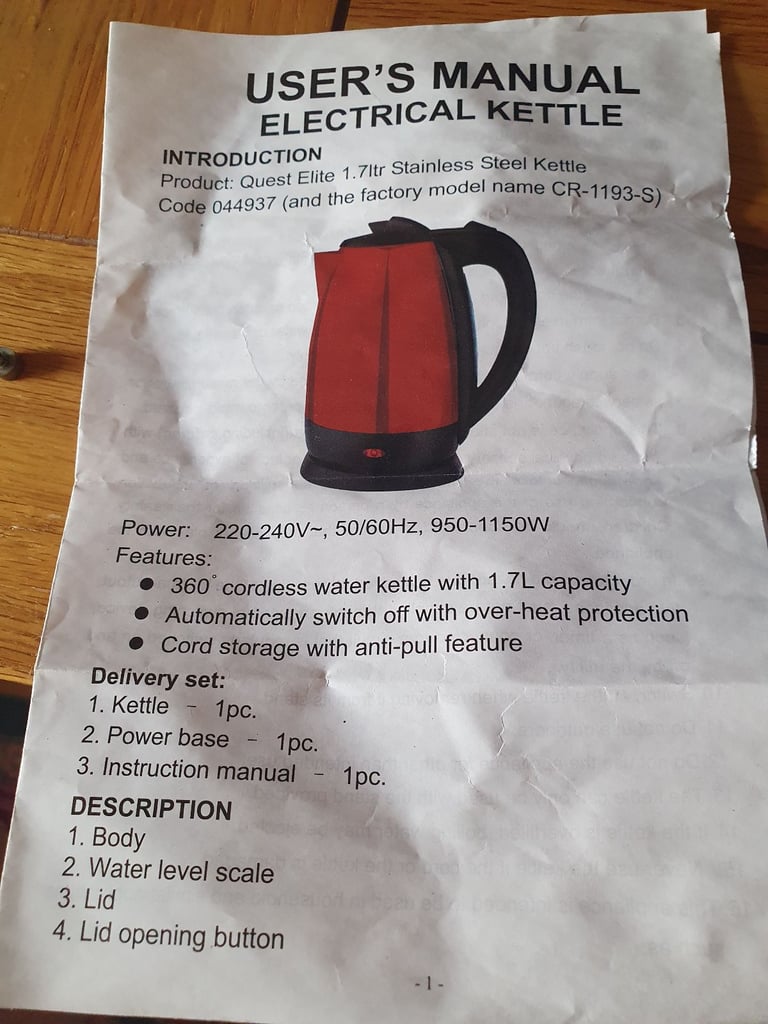 USER'S MANUAL
ELECTRICAL KETTLE
INTRODUCTION
Product: Quest Elite 1.7ltr Stainless Steel Kettle
Code 044937 (and the factory model name CR-1193-S)
Power: 220-240V~, 50/60Hz, 950-1150W
Features:
● 360° cordless water kettle with 1.7L capacity
● Automatically switch off with over-heat protection
● Cord storage with anti-pull feature
Delivery set:
1. Kettle - 1pc.
2. Power base - 1pc.
3. Instruction manual - 1pc.
DESCRIPTION
1. Body
2. Water level scale
3. Lid
4. Lid opening button
- 1 -